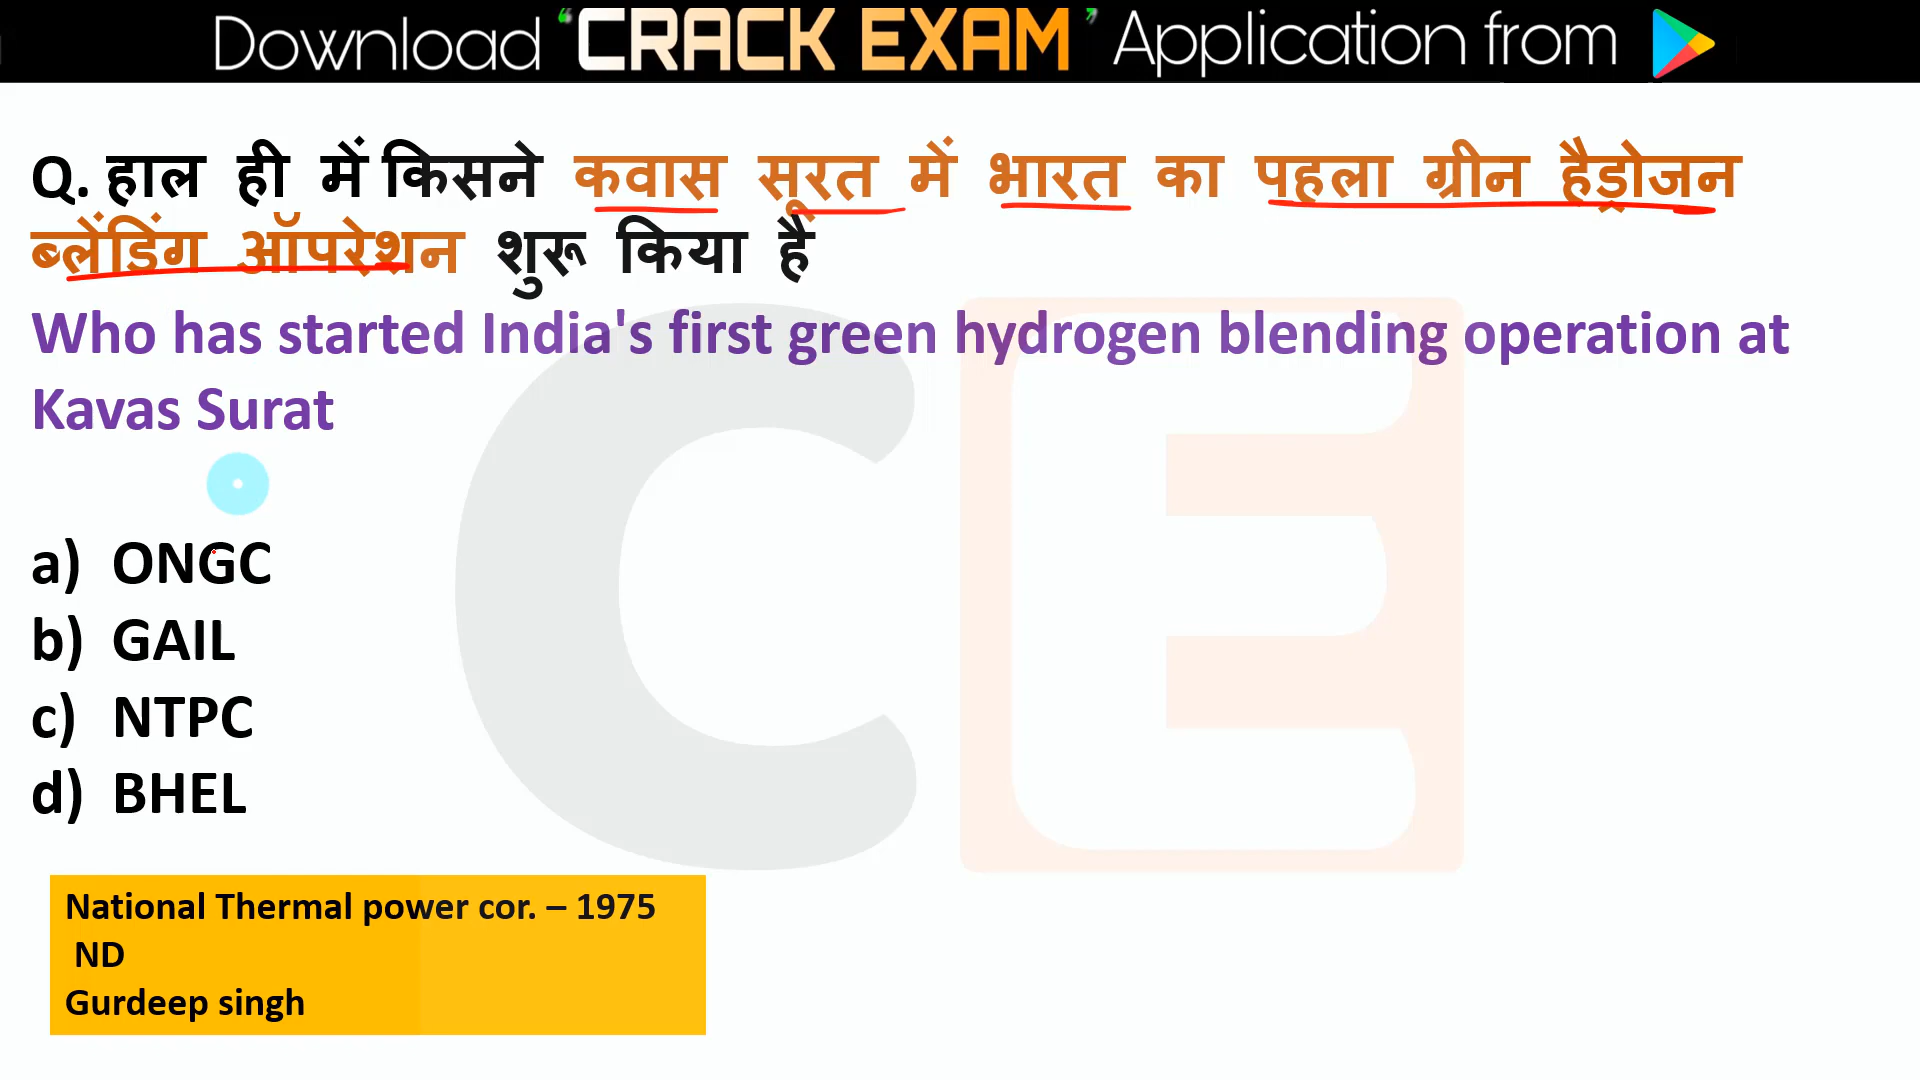 Download ‘CRACK EXAM’ Application from
Q. हाल ही में किसने कवास सूरत में भारत का पहला ग्रीन हैड्रोजन
ब्लेंडिंग ऑपरेशन शुरू किया है
Who has started India's first green hydrogen blending operation at
Kavas Surat
CE
a) ONGC
b) GAIL
c) NTPC
d) BHEL
National Thermal power cor. – 1975
ND
Gurdeep singh